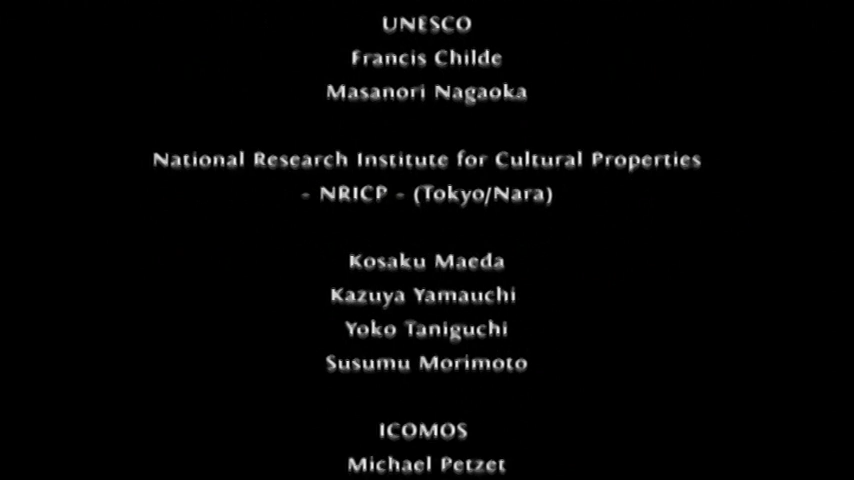 UNESCO
Francis Childe
Masanori Nagaoka
National Research Institute for Cultural Properties
- NRICP - (Tokyo/Nara)
Kosaku Maeda
Kazuya Yamauchi
Yoko Taniguchi
Susumu Morimoto
ICOMOS
Michael Petzet